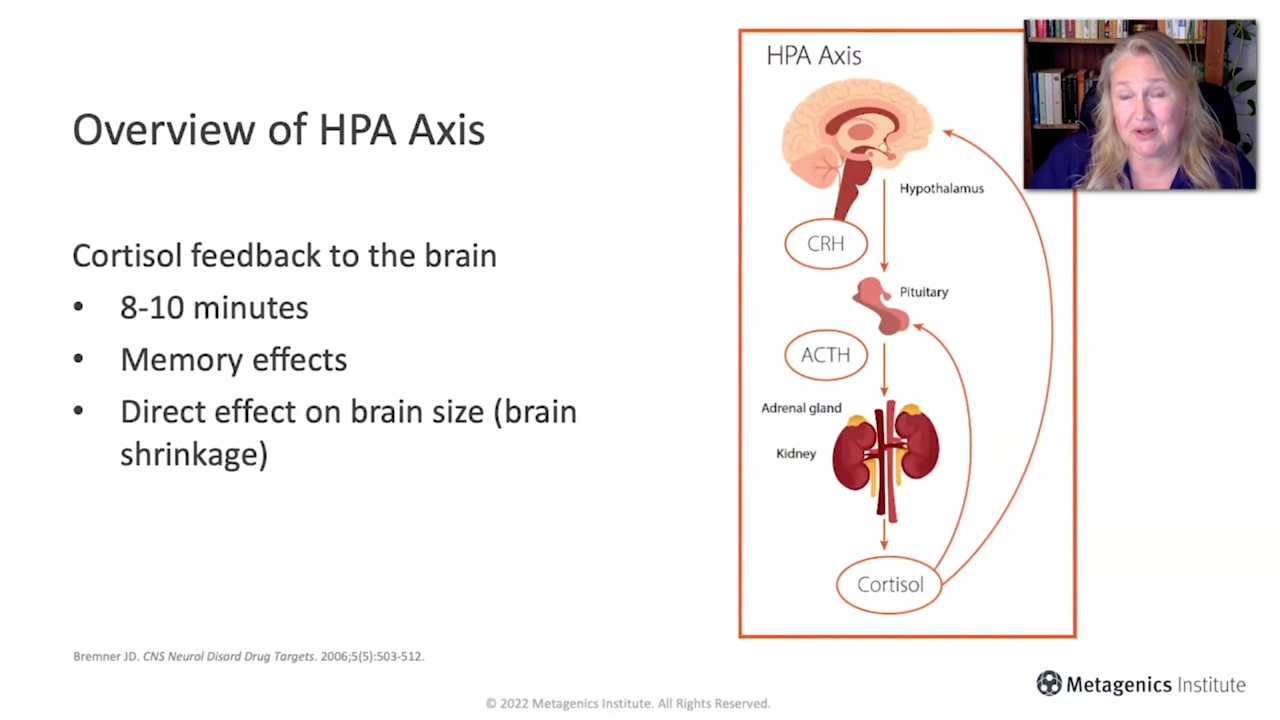 Overview of HPA Axis
Cortisol feedback to the brain
• 8-10 minutes
• Memory effects
• Direct effect on brain size (brain
shrinkage)
HPA Axis
Hypothalamus
CRH
Pituitary
ACTH
Adrenal gland
Kidney
Cortisol
Bremner JD. CNS Neurol Disord Drug Targets. 2006;5(5):503-512.
© 2022 Metagenics Institute. All Rights Reserved.
Metagenics Institute